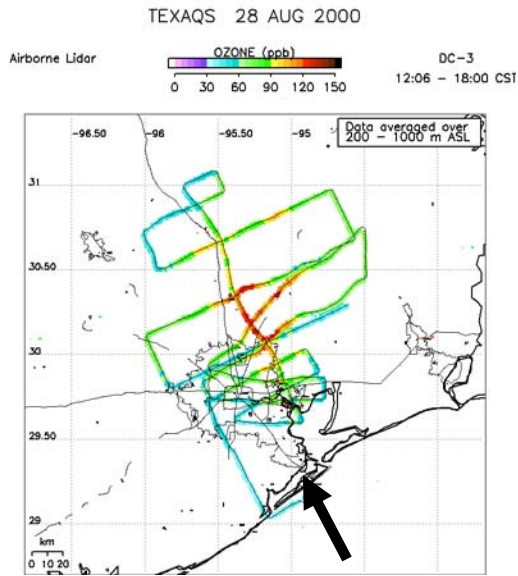 TEXAQS 28 AUG 2000
Airborne Lidar
OZONE (ppb)
DC-3
0 30 60 90 120 150
12:06 - 18:00 CST
-96.50 -96 -95.50 -95
Data averaged over
200 - 1000 m ASL
31
30.50
30
29.50
29
km
0 10 20